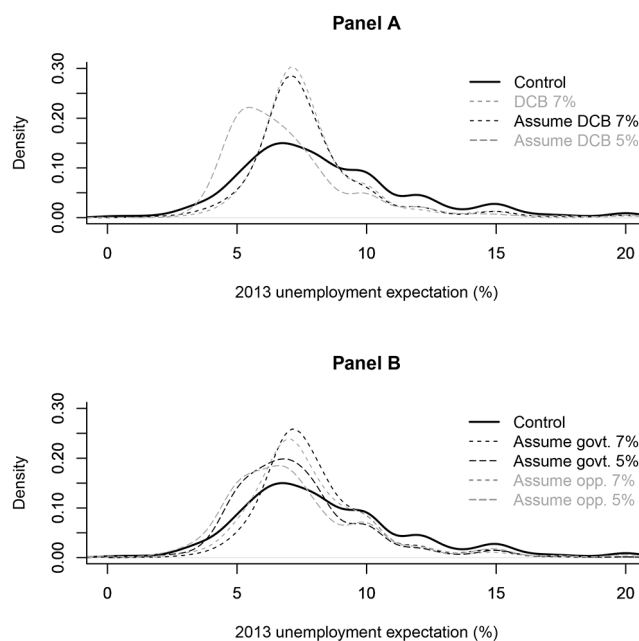 Panel A
Density
0.00
0.10
0.20
0.30
Control
DCB 7%
Assume DCB 7%
Assume DCB 5%
0
5
10
15
20
2013 unemployment expectation (%)
Panel B
Density
0.00
0.10
0.20
0.30
Control
Assume govt. 7%
Assume govt. 5%
Assume opp. 7%
Assume opp. 5%
0
5
10
15
20
2013 unemployment expectation (%)